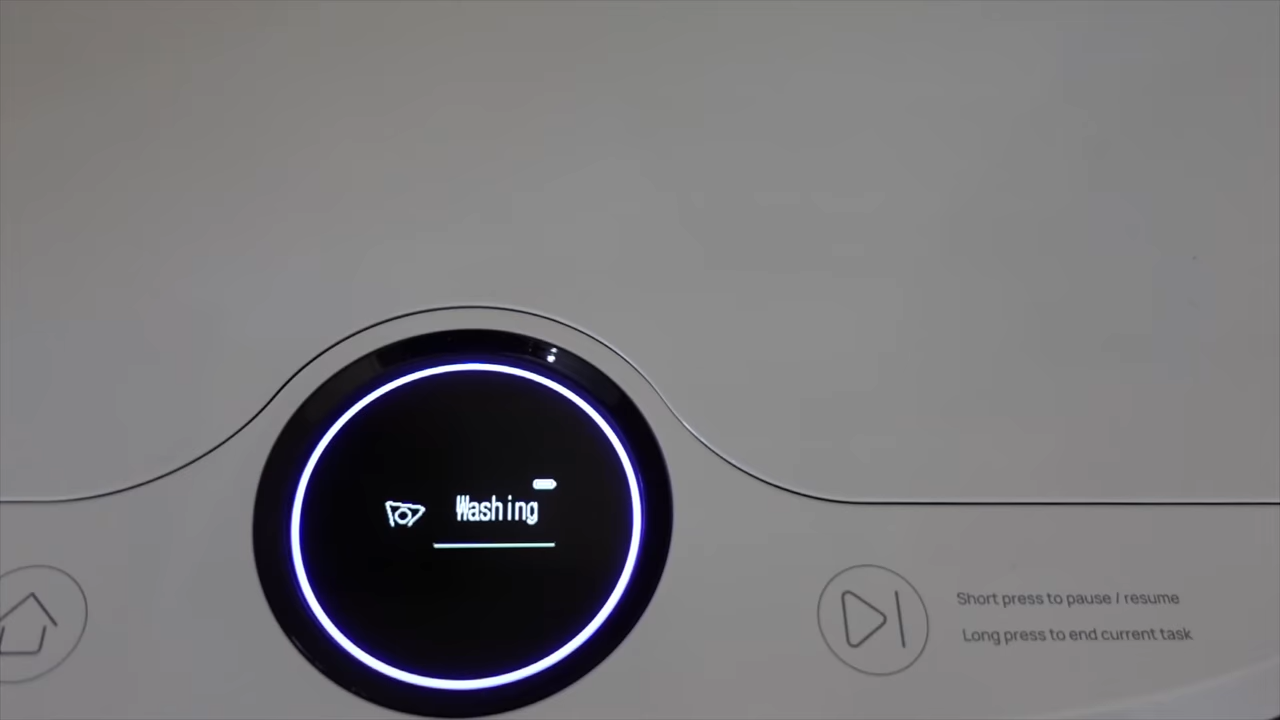 Washing
Short press to pause / resume
Long press to end current task